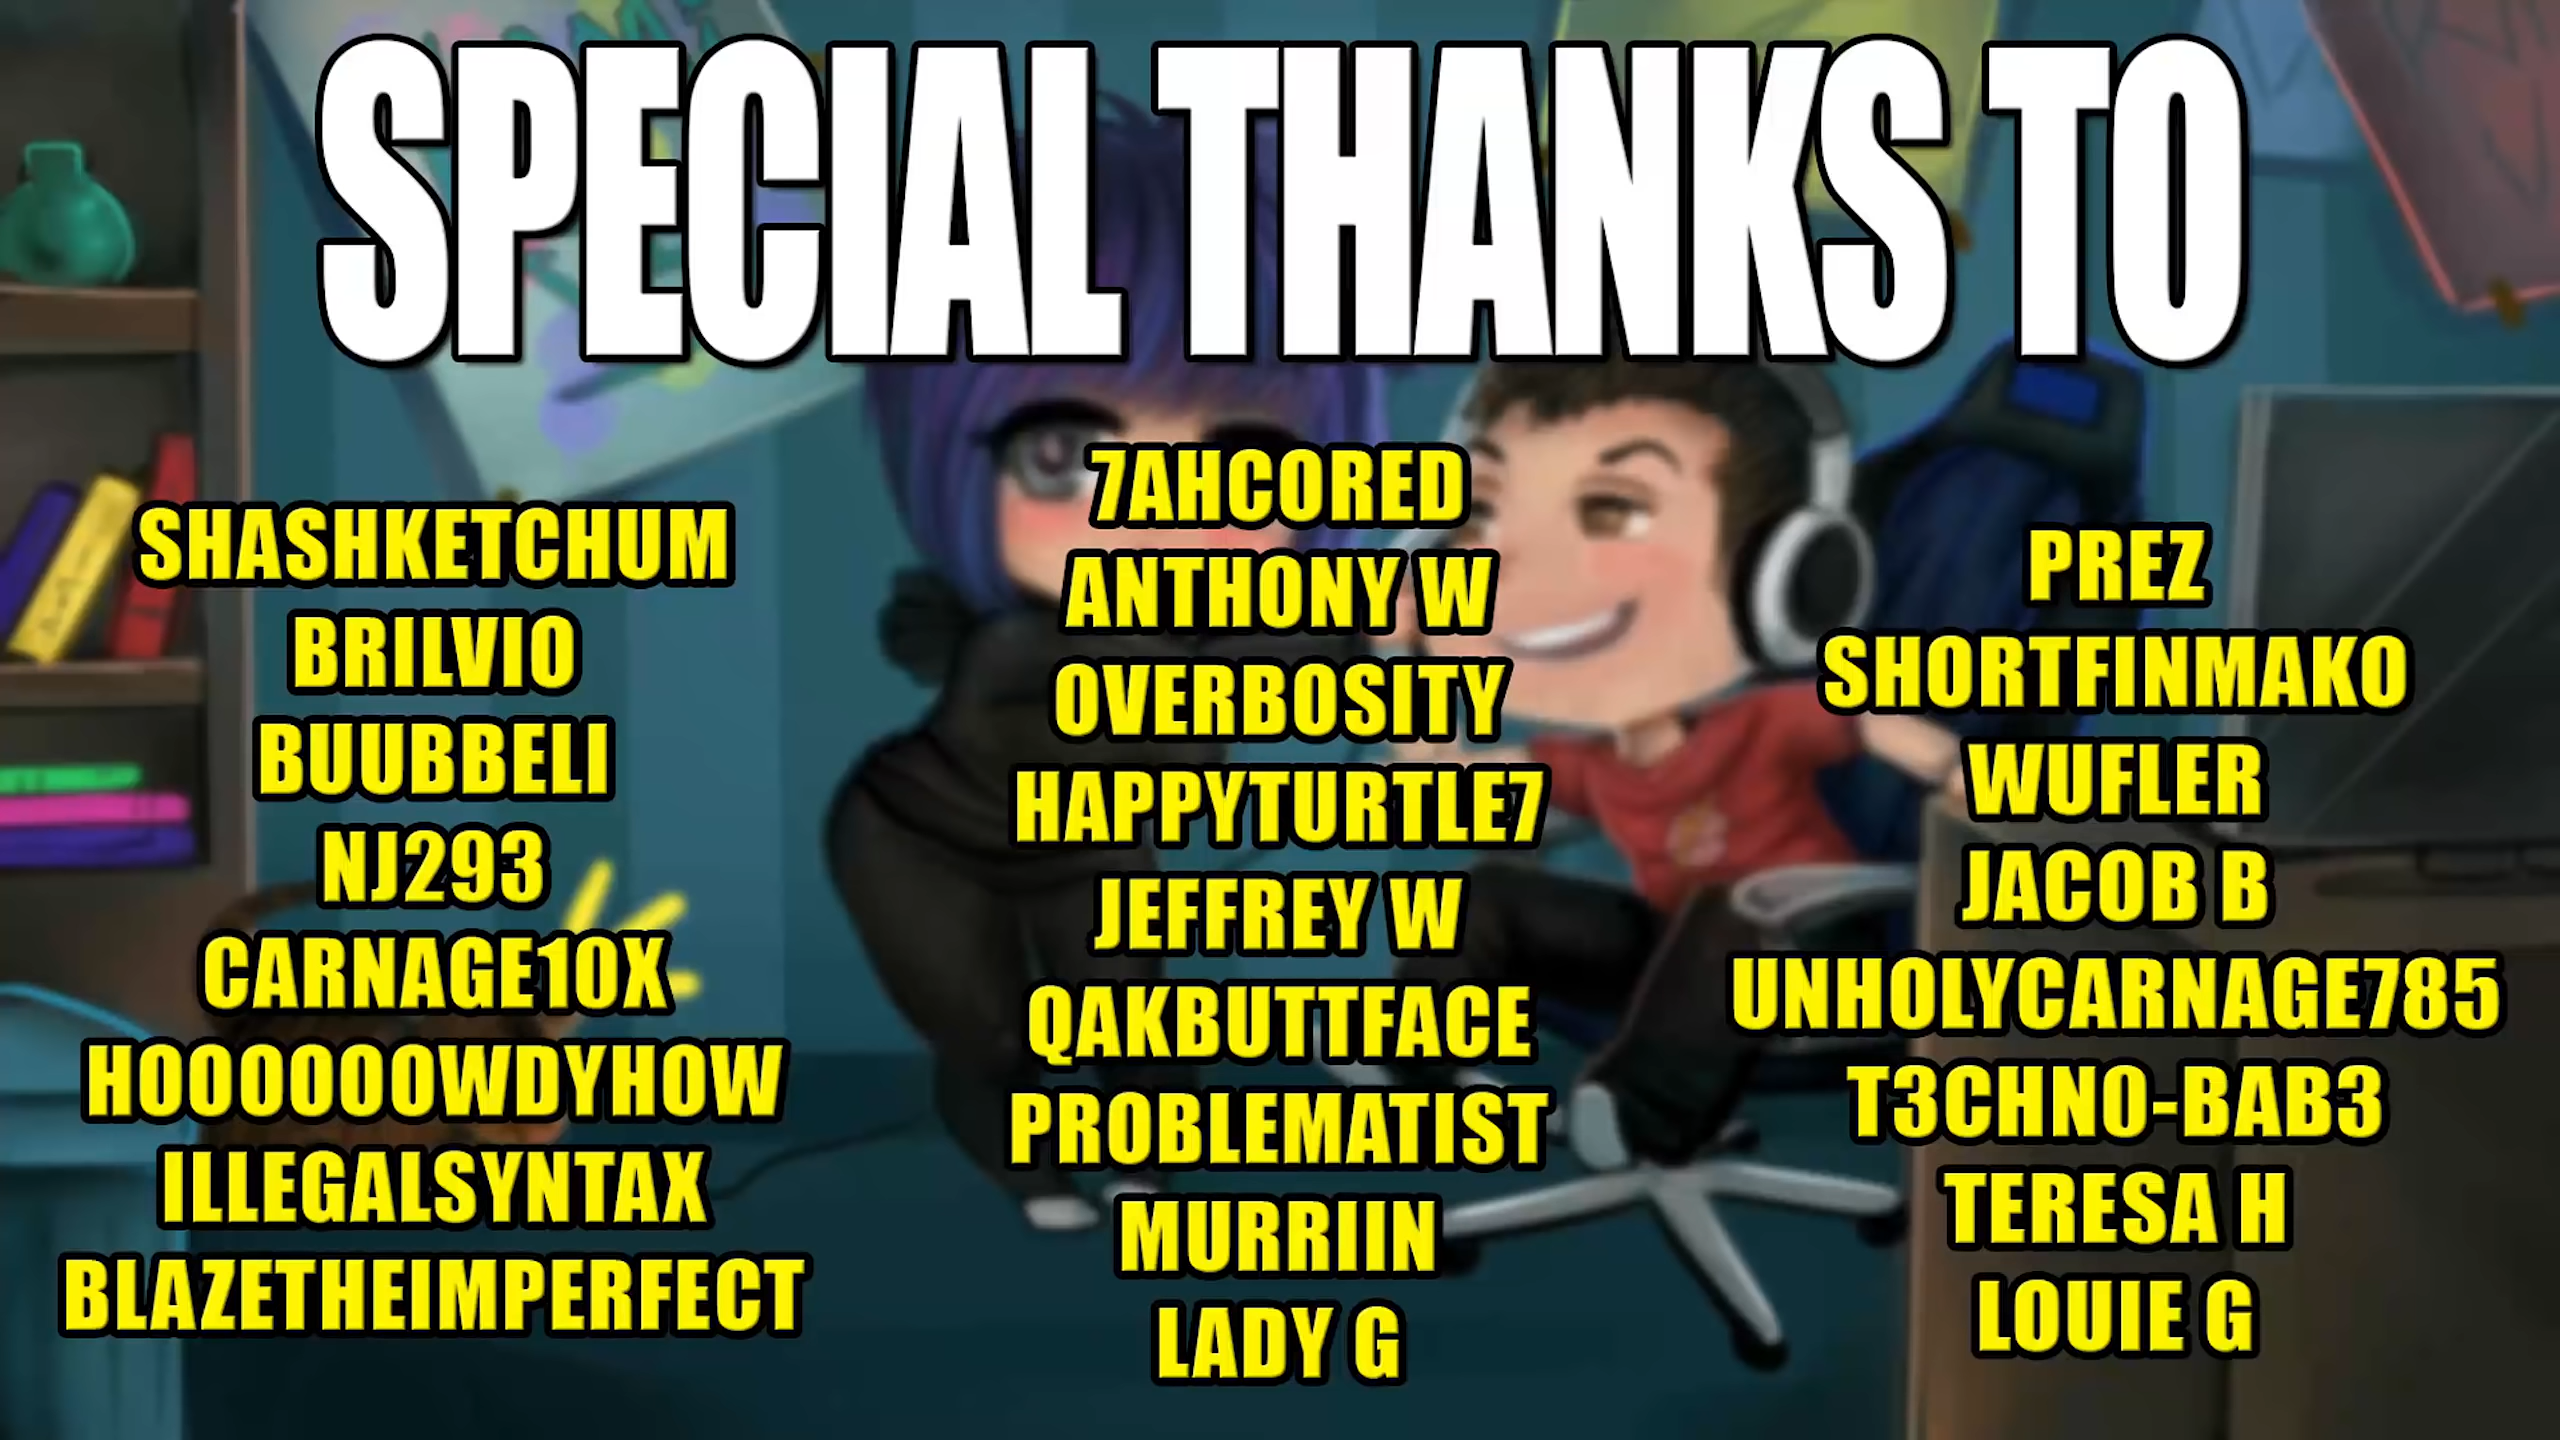 SPECIAL THANKS TO
SHASHKETCHUM
BRILVIO
BUUBBELI
NJ293
CARNAGE10X
HOOOOOOWDYHOW
ILLEGALSYNTAX
BLAZETHEIMPERFECT
7AHCORED
ANTHONY W
OVERBOSITY
HAPPYTURTLE7
JEFFREY W
QAKBUTTFACE
PROBLEMATIST
MURRIIN
LADY G
PREZ
SHORTFINMAKO
WUFLER
JACOB B
UNHOLYCARNAGE785
T3CHNO-BAB3
TERESA H
LOUIE G